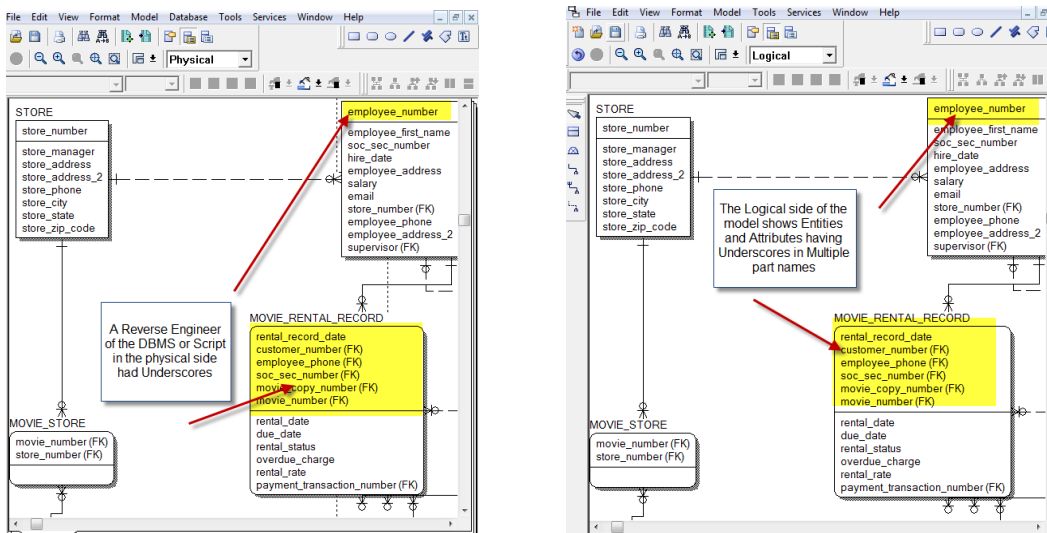 File Edit View Format Model Database Tools Services Window Help
Physical
STORE
store_number
store_manager
store_address
store_address_2
store_phone
store_city
store_state
store_zip_code
employee_number
employee_first_name
soc_sec_number
hire_date
employee_address
salary
email
store_number (FK)
employee_phone
employee_address_2
supervisor (FK)
A Reverse Engineer
of the DBMS or Script
in the physical side
had Underscores
MOVIE_RENTAL_RECORD
rental_record_date
customer_number (FK)
employee_phone (FK)
soc_sec_number (FK)
movie_copy_number (FK)
movie_number (FK)
rental_date
due_date
rental_status
overdue_charge
rental_rate
payment_transaction_number (FK)
MOVIE_STORE
movie_number (FK)
store_number (FK)
File Edit View Format Model Tools Services Window Help
Logical
STORE
store_number
store_manager
store_address
store_address_2
store_phone
store_city
store_state
store_zip_code
employee_number
employee_first_name
soc_sec_number
hire_date
employee_address
salary
email
store_number (FK)
employee_phone
employee_address_2
supervisor (FK)
The Logical side of the
model shows Entities
and Attributes having
Underscores in Multiple
part names
MOVIE_RENTAL_RECORD
rental_record_date
customer_number (FK)
employee_phone (FK)
soc_sec_number (FK)
movie_copy_number (FK)
movie_number (FK)
rental_date
due_date
rental_status
overdue_charge
rental_rate
payment_transaction_number (FK)
MOVIE_STORE
movie_number (FK)
store_number (FK)